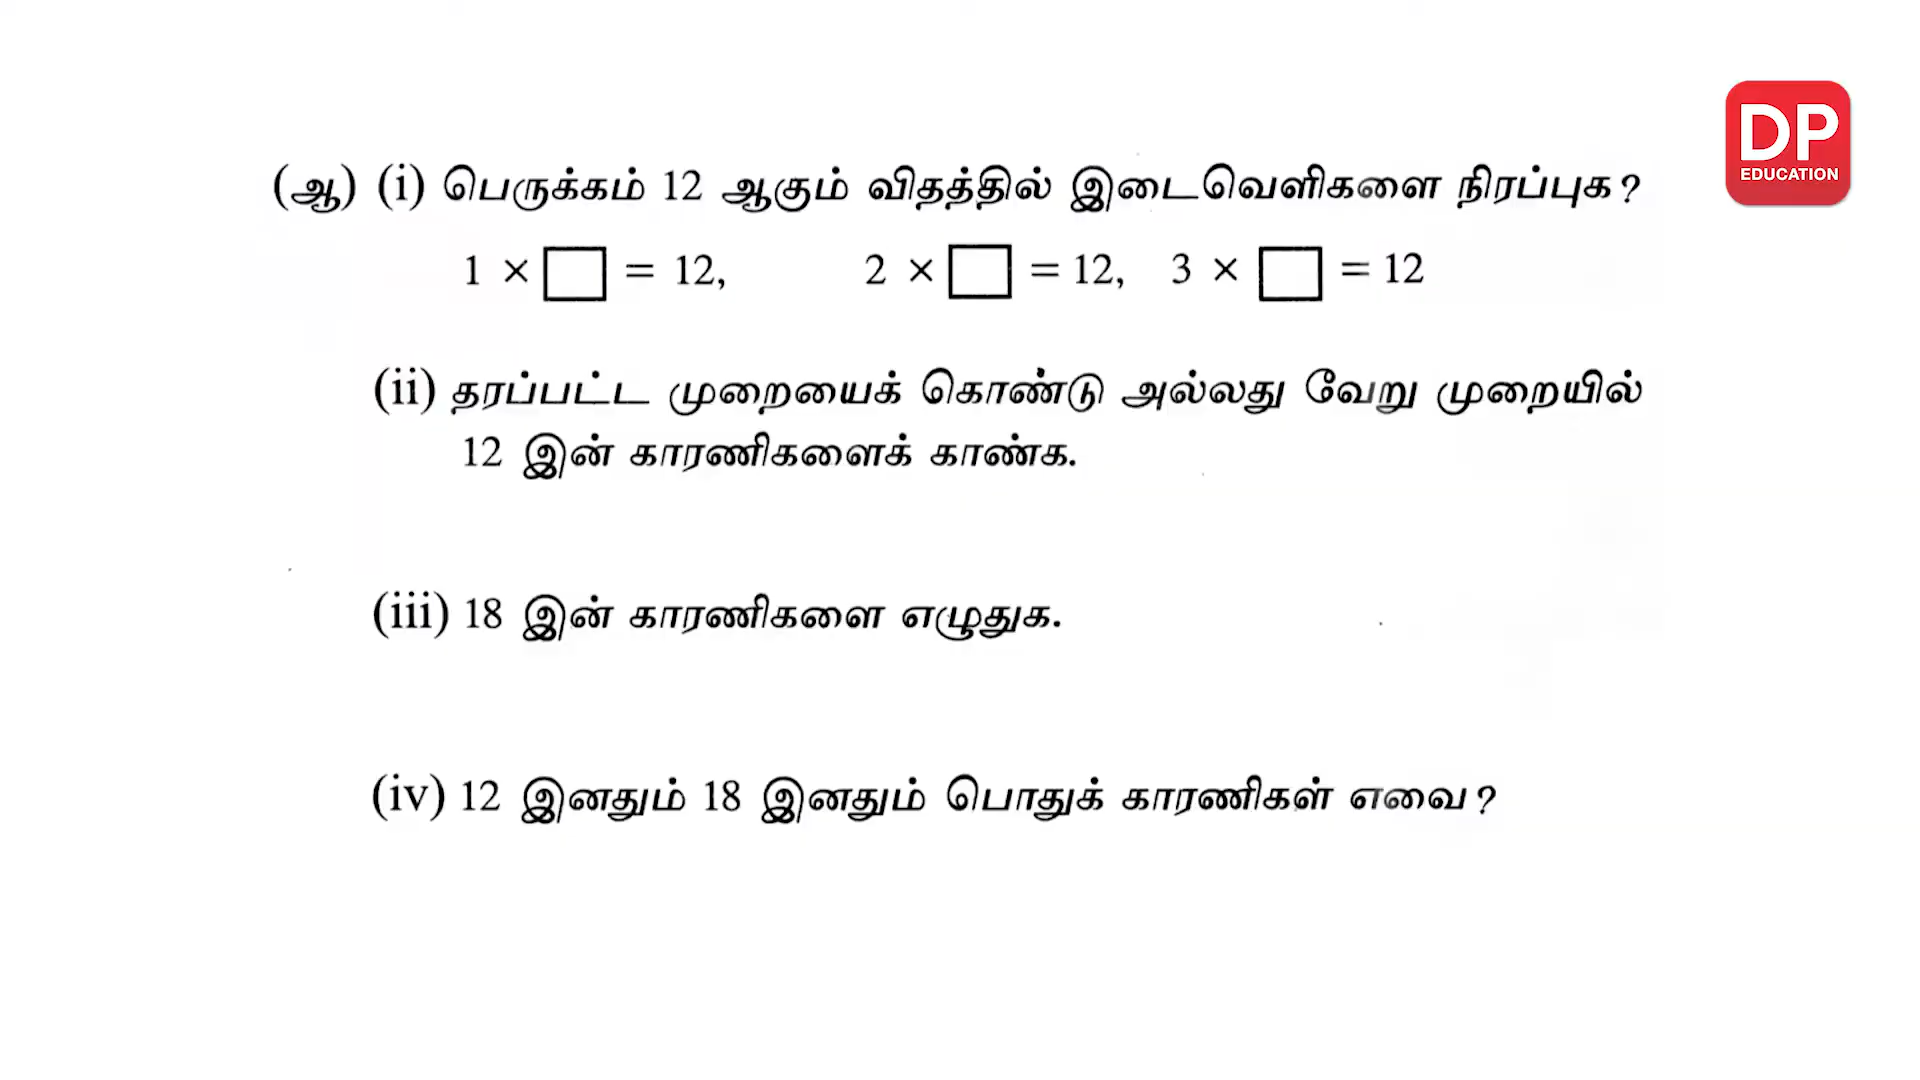 DP
EDUCATION
(ஆ) (i) பெருக்கம் 12 ஆகும் விதத்தில் இடைவெளிகளை நிரப்புக?
1 × □ = 12, 2 × □ = 12, 3 × □ = 12
(ii) தரப்பட்ட முறையைக் கொண்டு அல்லது வேறு முறையில்
12 இன் காரணிகளைக் காண்க.
(iii) 18 இன் காரணிகளை எழுதுக.
(iv) 12 இனதும் 18 இனதும் பொதுக் காரணிகள் எவை?